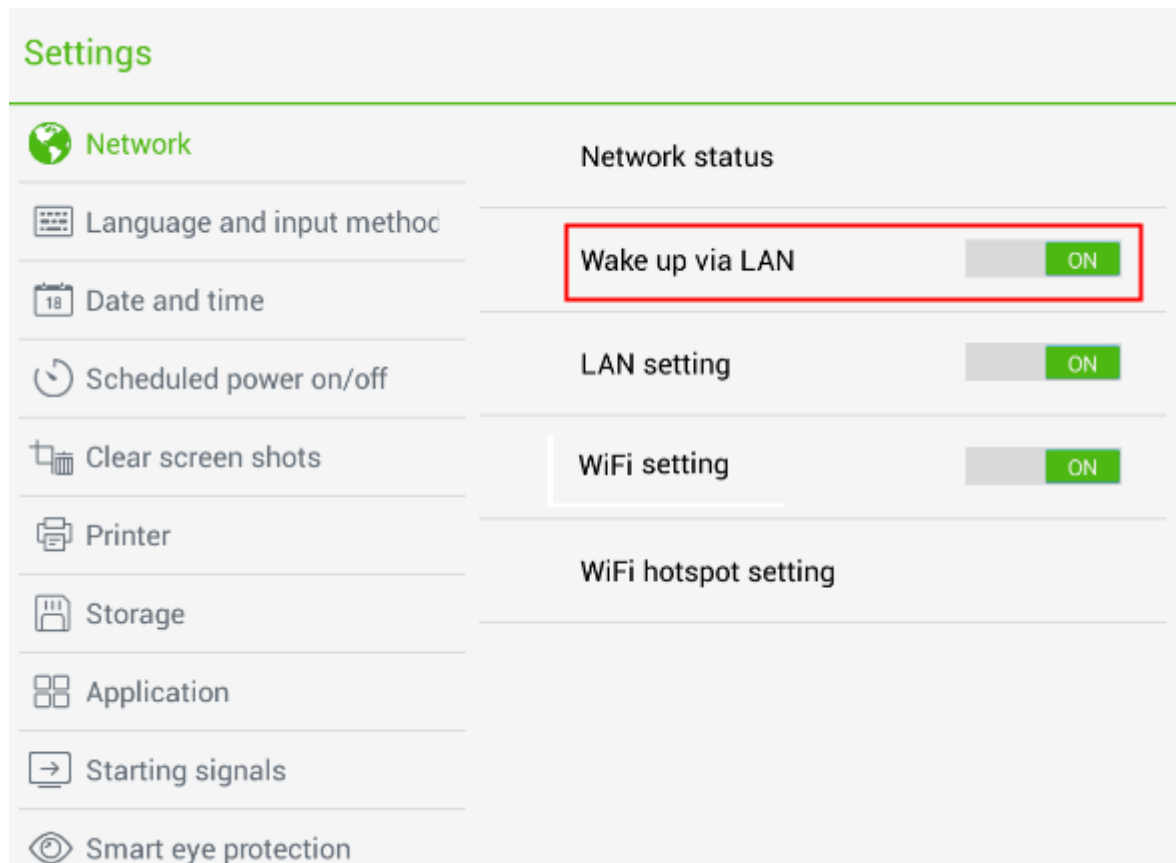 Settings
Network
Language and input method
18
Date and time
Scheduled power on/off
Clear screen shots
Printer
Storage
Application
Starting signals
Smart eye protection
Network status
Wake up via LAN ON
LAN setting ON
WiFi setting ON
WiFi hotspot setting